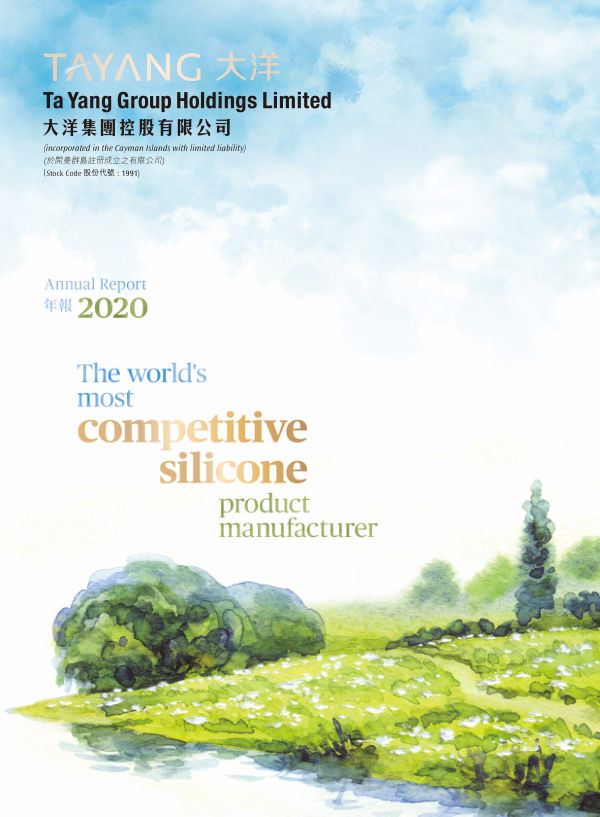 TAYANG 大洋
Ta Yang Group Holdings Limited
大洋集團控股有限公司
(incorporated in the Cayman Islands with limited liability)
(於開曼群島註冊成立之有限公司)
(Stock Code 股份代號 : 1991)
Annual Report
年報 2020
The world's
most
competitive
silicone
product
manufacturer